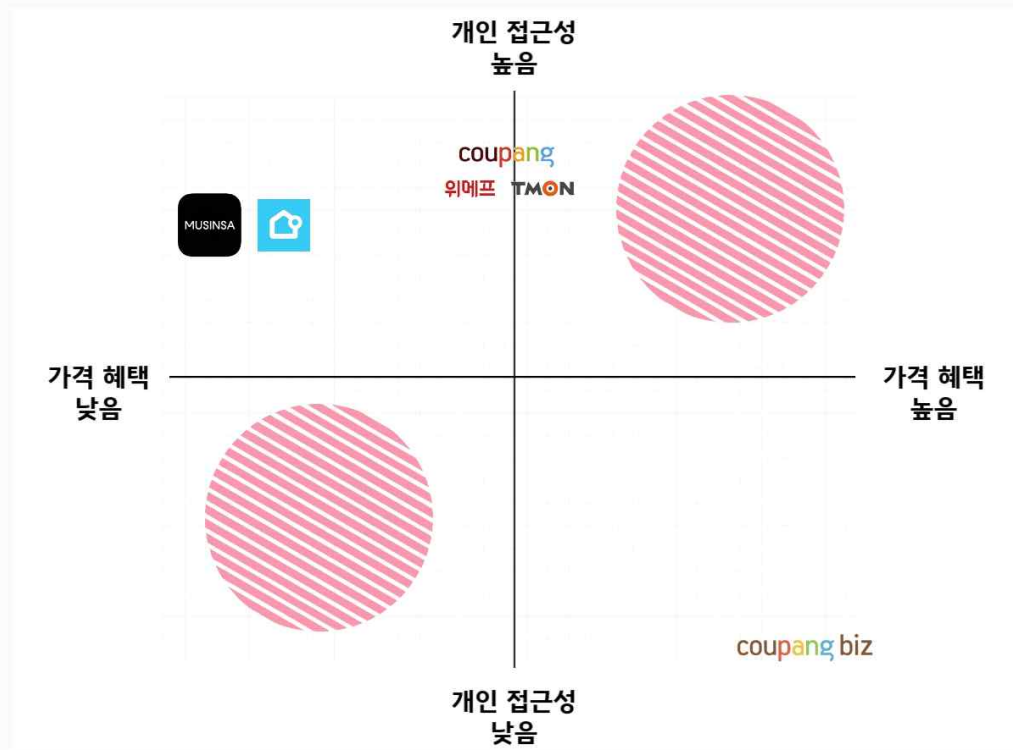 개인 접근성
높음
coupang
위메프 TMON
MUSINSA
가격 혜택
낮음
가격 혜택
높음
coupang biz
개인 접근성
낮음